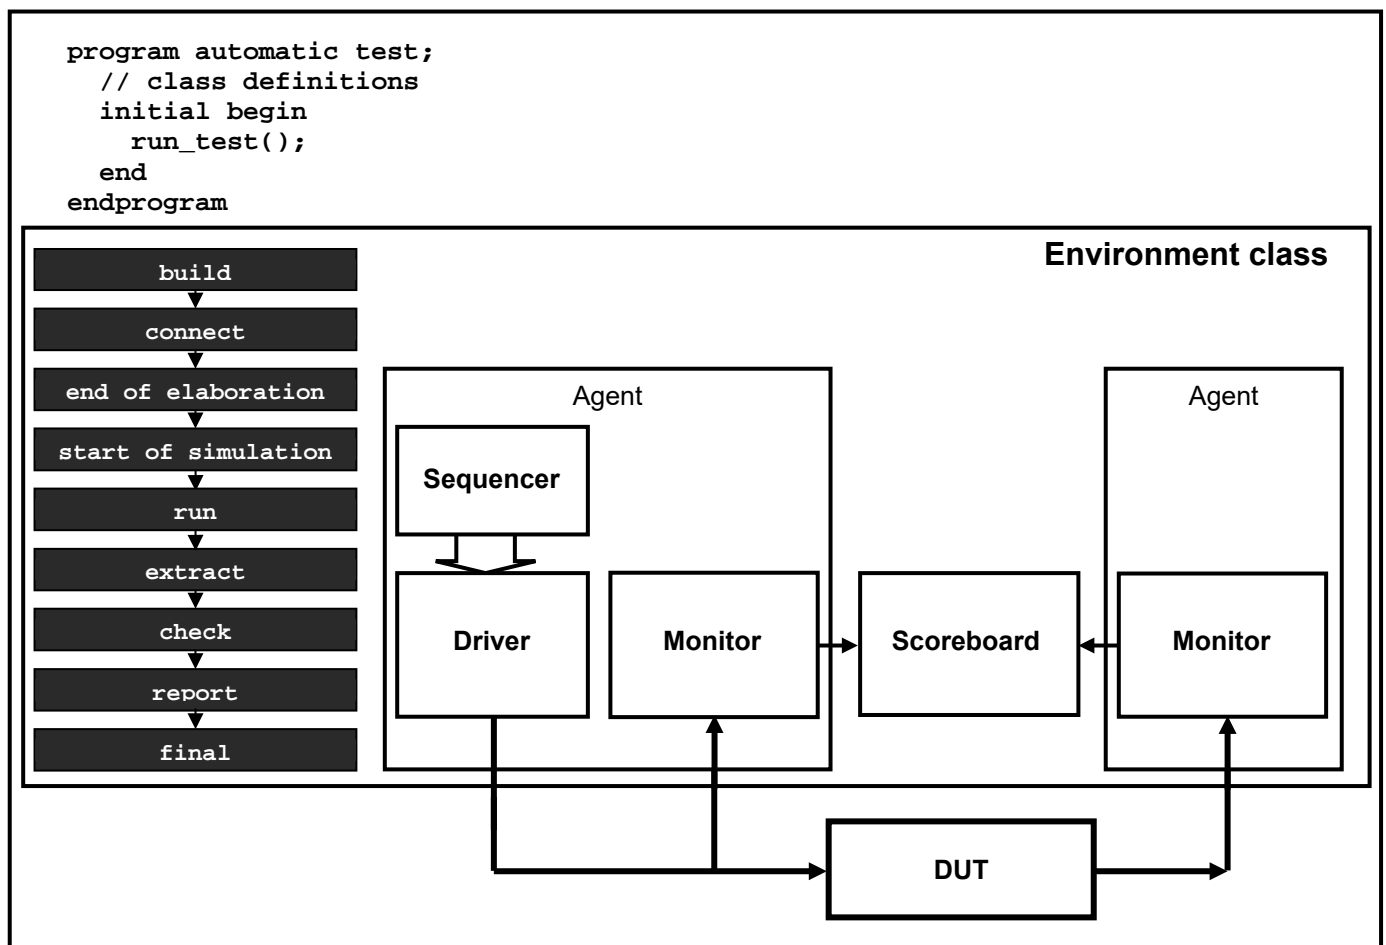 program automatic test;
// class definitions
initial begin
run_test();
end
endprogram
Environment class
build
connect
end of elaboration
start of simulation
run
extract
check
report
final
Agent
Sequencer
Driver
Monitor
Scoreboard
Agent
Monitor
DUT